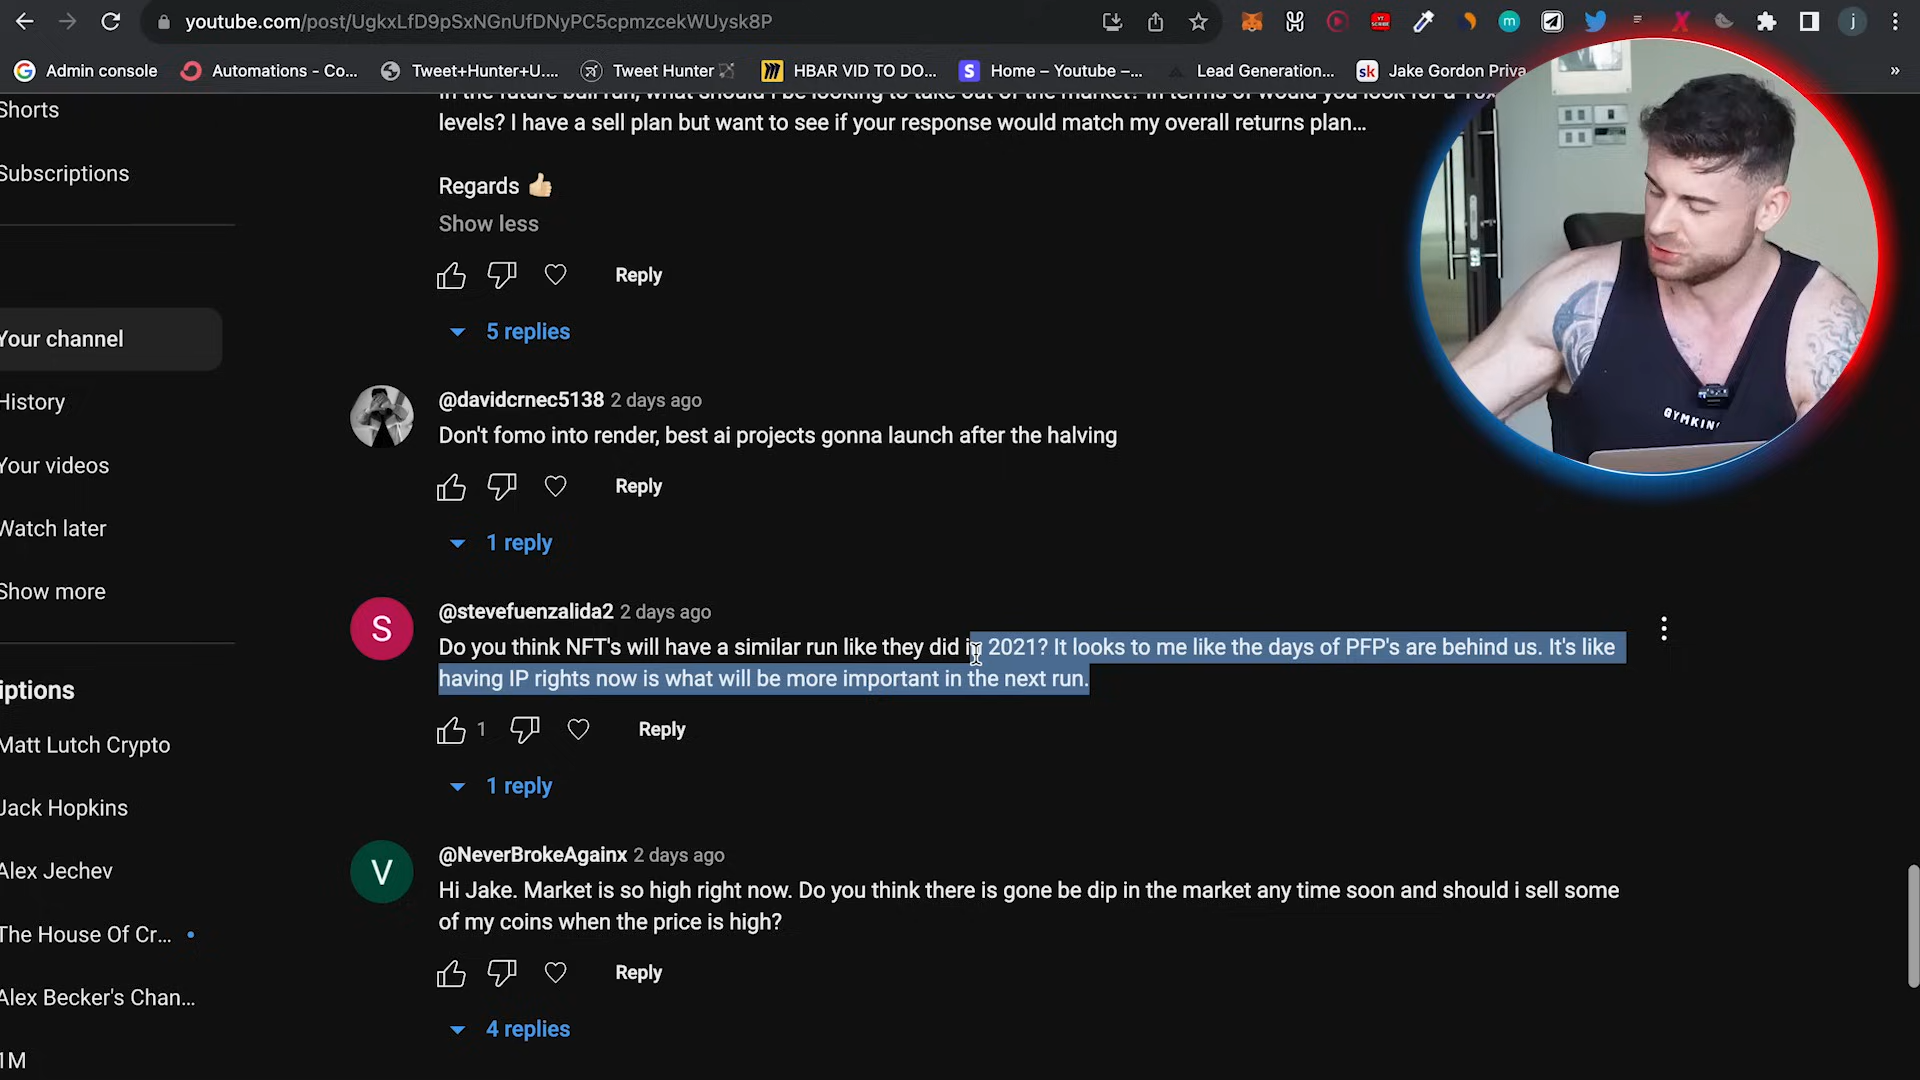 youtube.com/post/UgkxLfD9pSxNGnUfDNyPC5cpmzcekWUysk8P
Admin console
Automations - Co...
Tweet+Hunter+U....
Tweet Hunter
HBAR VID TO DO...
Home – Youtube –...
Lead Generation...
Jake Gordon Priva
Shorts
Subscriptions
Your channel
History
Your videos
Watch later
Show more
iptions
Matt Lutch Crypto
Jack Hopkins
Alex Jechev
The House Of Cr...
Alex Becker's Chan...
1M
In the future bull run, what should i be looking to take out of the market? In terms of would you look for a 10x
levels? I have a sell plan but want to see if your response would match my overall returns plan...
Regards 👍🏼
Show less
Reply
5 replies
@davidcrnec5138 2 days ago
Don't fomo into render, best ai projects gonna launch after the halving
Reply
1 reply
S
@stevefuenzalida2 2 days ago
Do you think NFT's will have a similar run like they did in 2021? It looks to me like the days of PFP's are behind us. It's like
having IP rights now is what will be more important in the next run.
1
Reply
1 reply
V
@NeverBrokeAgainx 2 days ago
Hi Jake. Market is so high right now. Do you think there is gone be dip in the market any time soon and should i sell some
of my coins when the price is high?
Reply
4 replies
GYMKIN